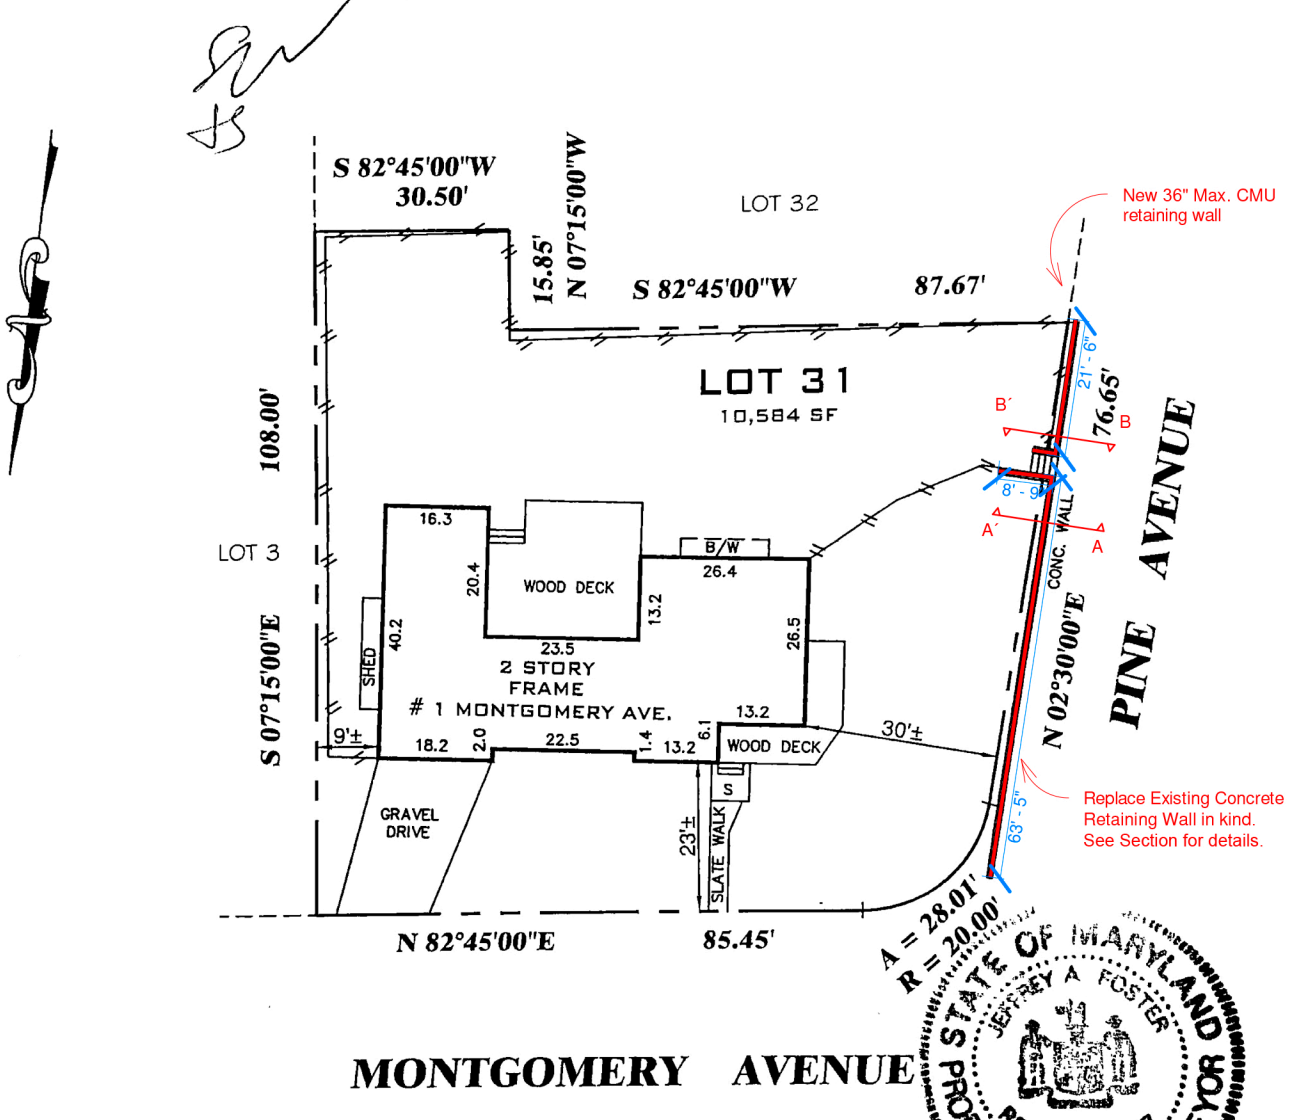 S 82°45'00"W
30.50'
15.85'
N 07°15'00"W
LOT 32
S 82°45'00"W
87.67'
New 36" Max. CMU
retaining wall
21' - 6"
76.65'
LOT 31
10,584 SF
B´
B
108.00'
8' - 9"
CONC. WALL
A´
A
PINE AVENUE
LOT 3
16.3
B/W
26.4
20.4
WOOD DECK
13.2
40.2
26.5
23.5
SHED
2 STORY
FRAME
# 1 MONTGOMERY AVE.
S 07°15'00"E
N 02°30'00"E
13.2
6.1
30'±
9'±
18.2
2.0
22.5
1.4
13.2
WOOD DECK
S
GRAVEL
DRIVE
23'±
SLATE WALK
63' - 5"
Replace Existing Concrete
Retaining Wall in kind.
See Section for details.
A = 28.01'
R = 20.00'
N 82°45'00"E
85.45'
STATE OF MARYLAND
JEFFREY A FOSTER
MONTGOMERY AVENUE